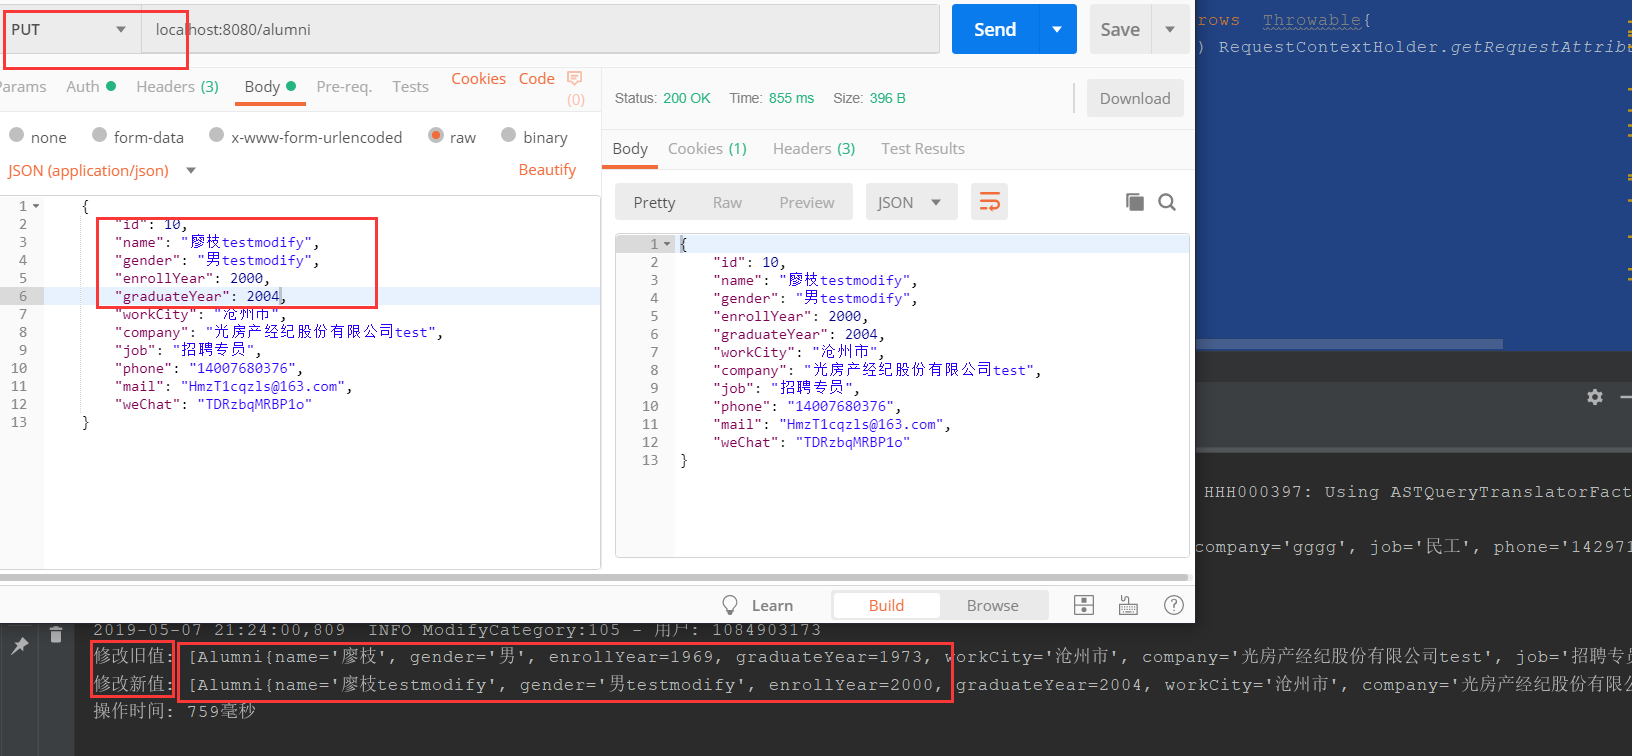 PUT localhost:8080/alumni Send Save
Params Auth Headers (3) Body Pre-req. Tests Cookies Code (0)
none form-data x-www-form-urlencoded raw binary
JSON (application/json) Beautify
1 {
2 "id": 10,
3 "name": "廖枝testmodify",
4 "gender": "男testmodify",
5 "enrollYear": 2000,
6 "graduateYear": 2004,
7 "workCity": "沧州市",
8 "company": "光房产经纪股份有限公司test",
9 "job": "招聘专员",
10 "phone": "14007680376",
11 "mail": "HmzT1cqzls@163.com",
12 "weChat": "TDRzbqMRBP1o"
13 }
Status: 200 OK Time: 855 ms Size: 396 B Download
Body Cookies (1) Headers (3) Test Results
Pretty Raw Preview JSON
1 {
2 "id": 10,
3 "name": "廖枝testmodify",
4 "gender": "男testmodify",
5 "enrollYear": 2000,
6 "graduateYear": 2004,
7 "workCity": "沧州市",
8 "company": "光房产经纪股份有限公司test",
9 "job": "招聘专员",
10 "phone": "14007680376",
11 "mail": "HmzT1cqzls@163.com",
12 "weChat": "TDRzbqMRBP1o"
13 }
Learn Build Browse
rows Throwable{
) RequestContextHolder.getRequestAttribu
HHH000397: Using ASTQueryTranslatorFact
company='gggg', job='民工', phone='142971
2019-05-07 21:24:00,809 INFO ModifyCategory:105 - 用户: 1084903173
修改旧值: [Alumni{name='廖枝', gender='男', enrollYear=1969, graduateYear=1973, workCity='沧州市', company='光房产经纪股份有限公司test', job='招聘专
修改新值: [Alumni{name='廖枝testmodify', gender='男testmodify', enrollYear=2000, graduateYear=2004, workCity='沧州市', company='光房产经纪股份有限
操作时间: 759毫秒